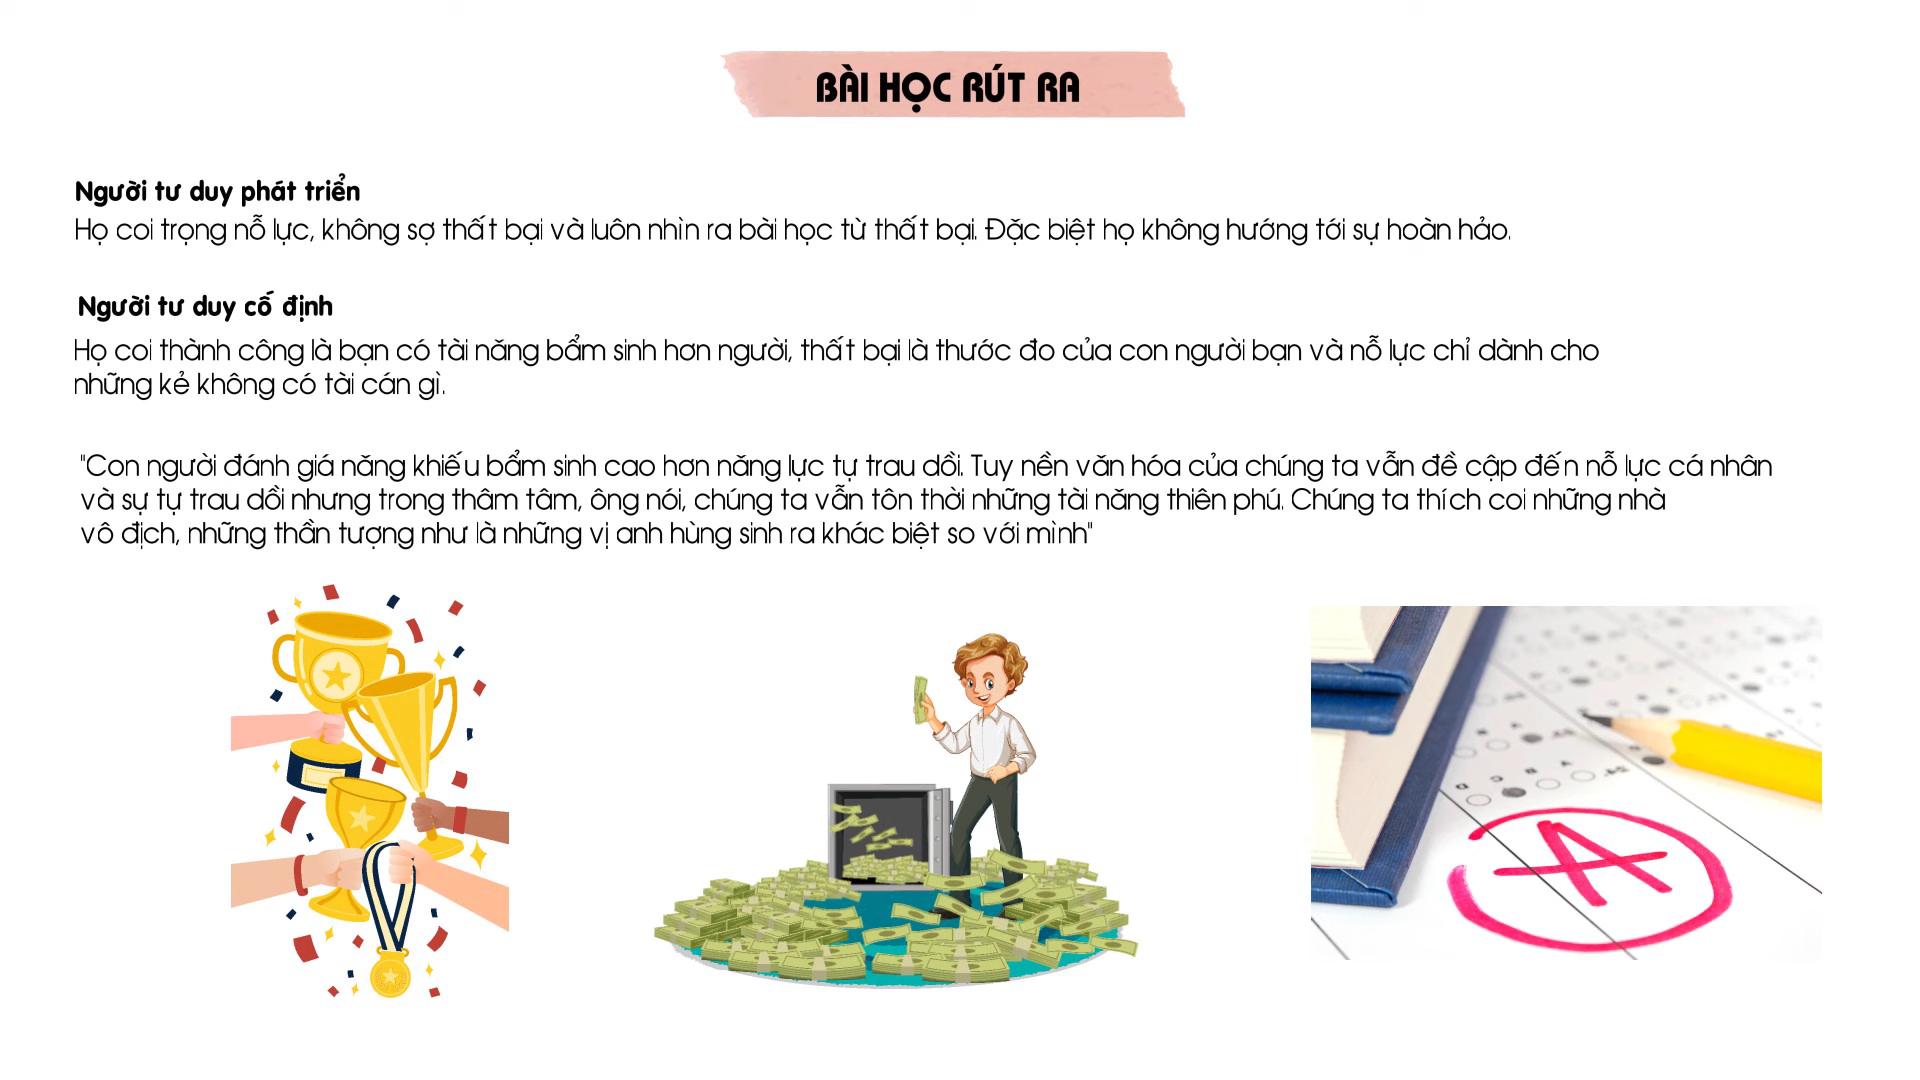 BÀI HỌC RÚT RA
Người tư duy phát triển
Họ coi trọng nỗ lực, không sợ thất bại và luôn nhìn ra bài học từ thất bại. Đặc biệt họ không hướng tới sự hoàn hảo.
Người tư duy cố định
Họ coi thành công là bạn có tài năng bẩm sinh hơn người, thất bại là thước đo của con người bạn và nỗ lực chỉ dành cho
những kẻ không có tài cán gì.
"Con người đánh giá năng khiếu bẩm sinh cao hơn năng lực tự trau dồi. Tuy nền văn hóa của chúng ta vẫn đề cập đến nỗ lực cá nhân
và sự tự trau dồi nhưng trong thâm tâm, ông nói, chúng ta vẫn tôn thời những tài năng thiên phú. Chúng ta thích coi những nhà
vô địch, những thần tượng như là những vị anh hùng sinh ra khác biệt so với mình"
A